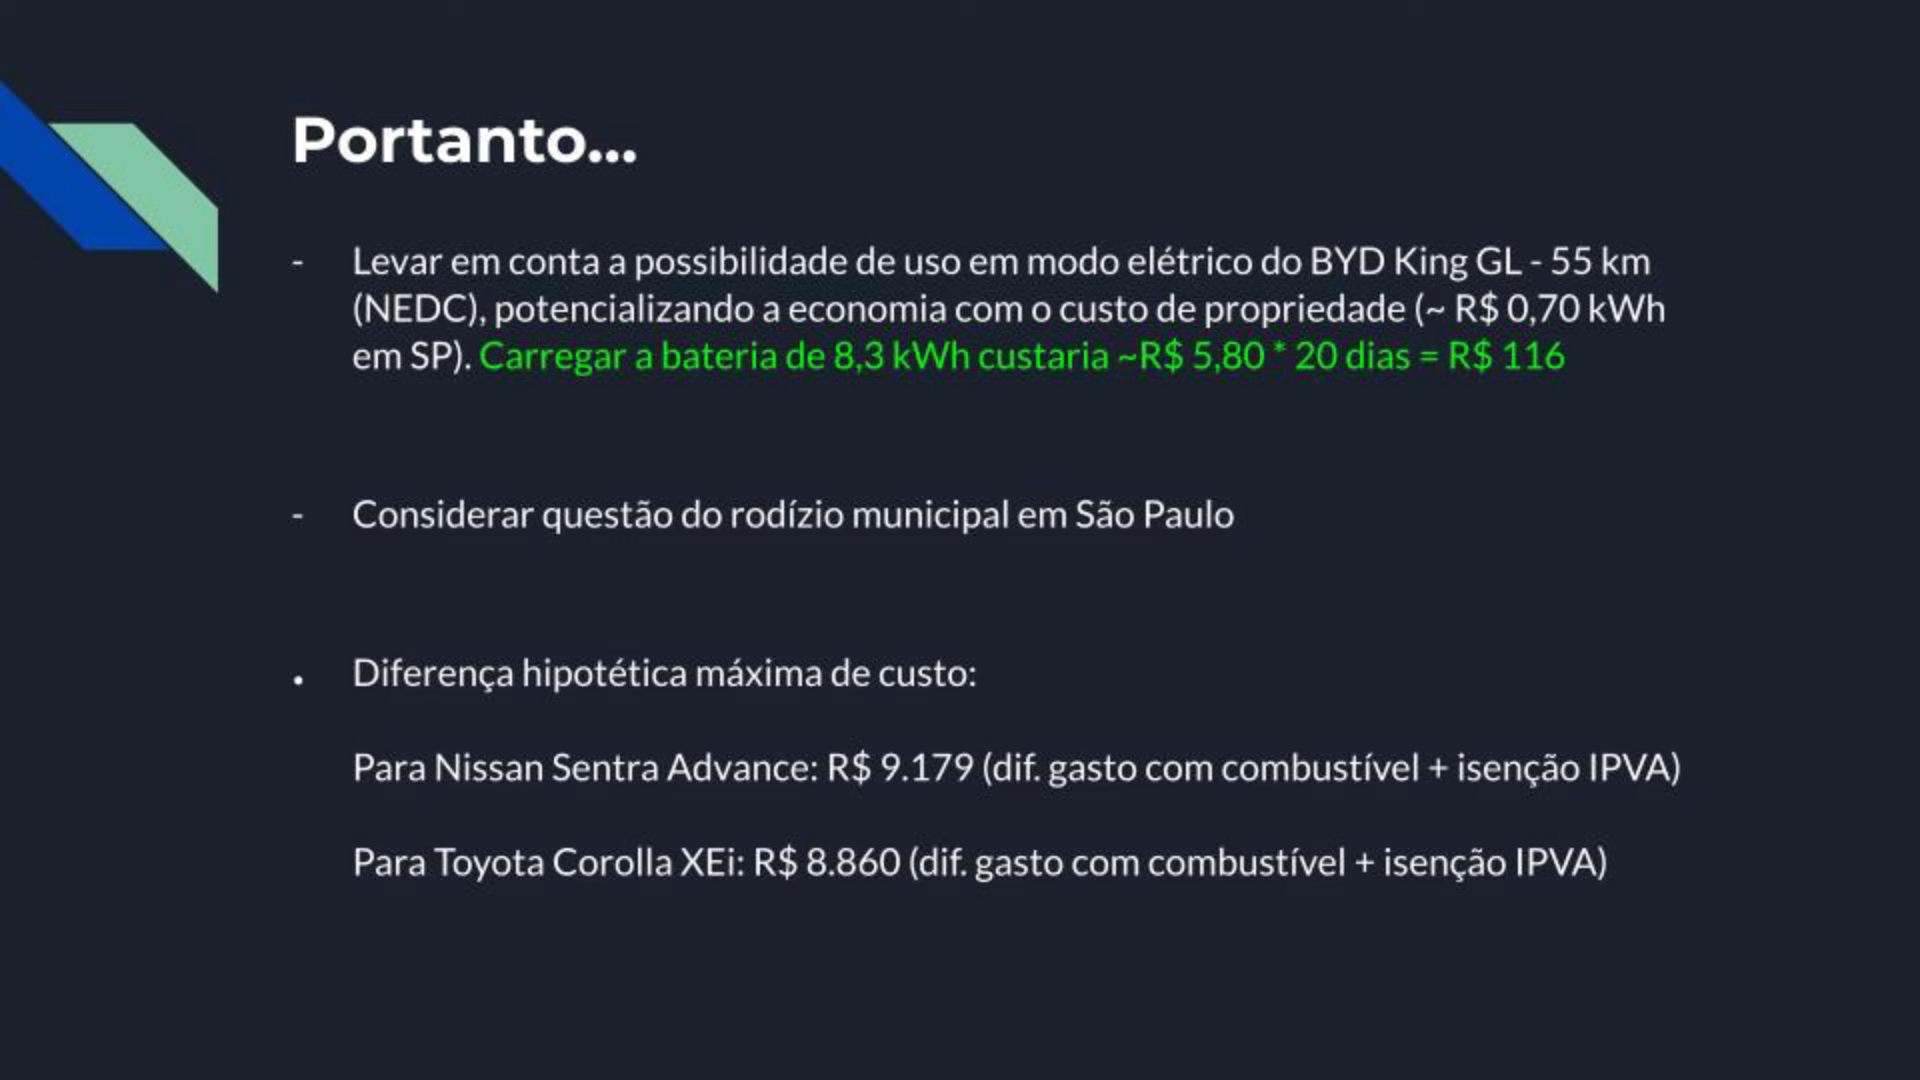 Portanto...
- Levar em conta a possibilidade de uso em modo elétrico do BYD King GL - 55 km
(NEDC), potencializando a economia com o custo de propriedade (~ R$ 0,70 kWh
em SP). Carregar a bateria de 8,3 kWh custaria ~R$ 5,80 * 20 dias = R$ 116
- Considerar questão do rodízio municipal em São Paulo
. Diferença hipotética máxima de custo:
Para Nissan Sentra Advance: R$ 9.179 (dif. gasto com combustível + isenção IPVA)
Para Toyota Corolla XEi: R$ 8.860 (dif. gasto com combustível + isenção IPVA)